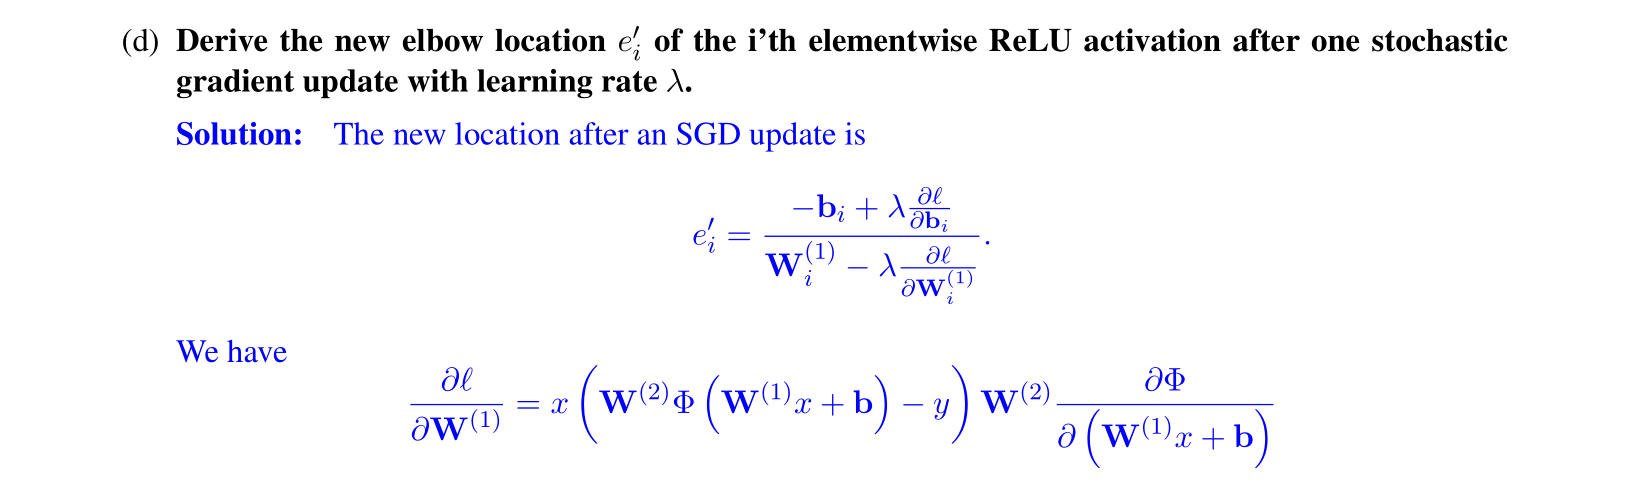 (d) Derive the new elbow location $e'_i$ of the i'th elementwise ReLU activation after one stochastic
gradient update with learning rate $\lambda$.
Solution: The new location after an SGD update is
$$e'_i = \frac{-\mathbf{b}_i + \lambda \frac{\partial \ell}{\partial \mathbf{b}_i}}{\mathbf{W}_i^{(1)} - \lambda \frac{\partial \ell}{\partial \mathbf{W}_i^{(1)}}}.$$
We have
$$\frac{\partial \ell}{\partial \mathbf{W}^{(1)}} = x \left( \mathbf{W}^{(2)} \Phi \left( \mathbf{W}^{(1)} x + \mathbf{b} \right) - y \right) \mathbf{W}^{(2)} \frac{\partial \Phi}{\partial \left( \mathbf{W}^{(1)} x + \mathbf{b} \right)}$$